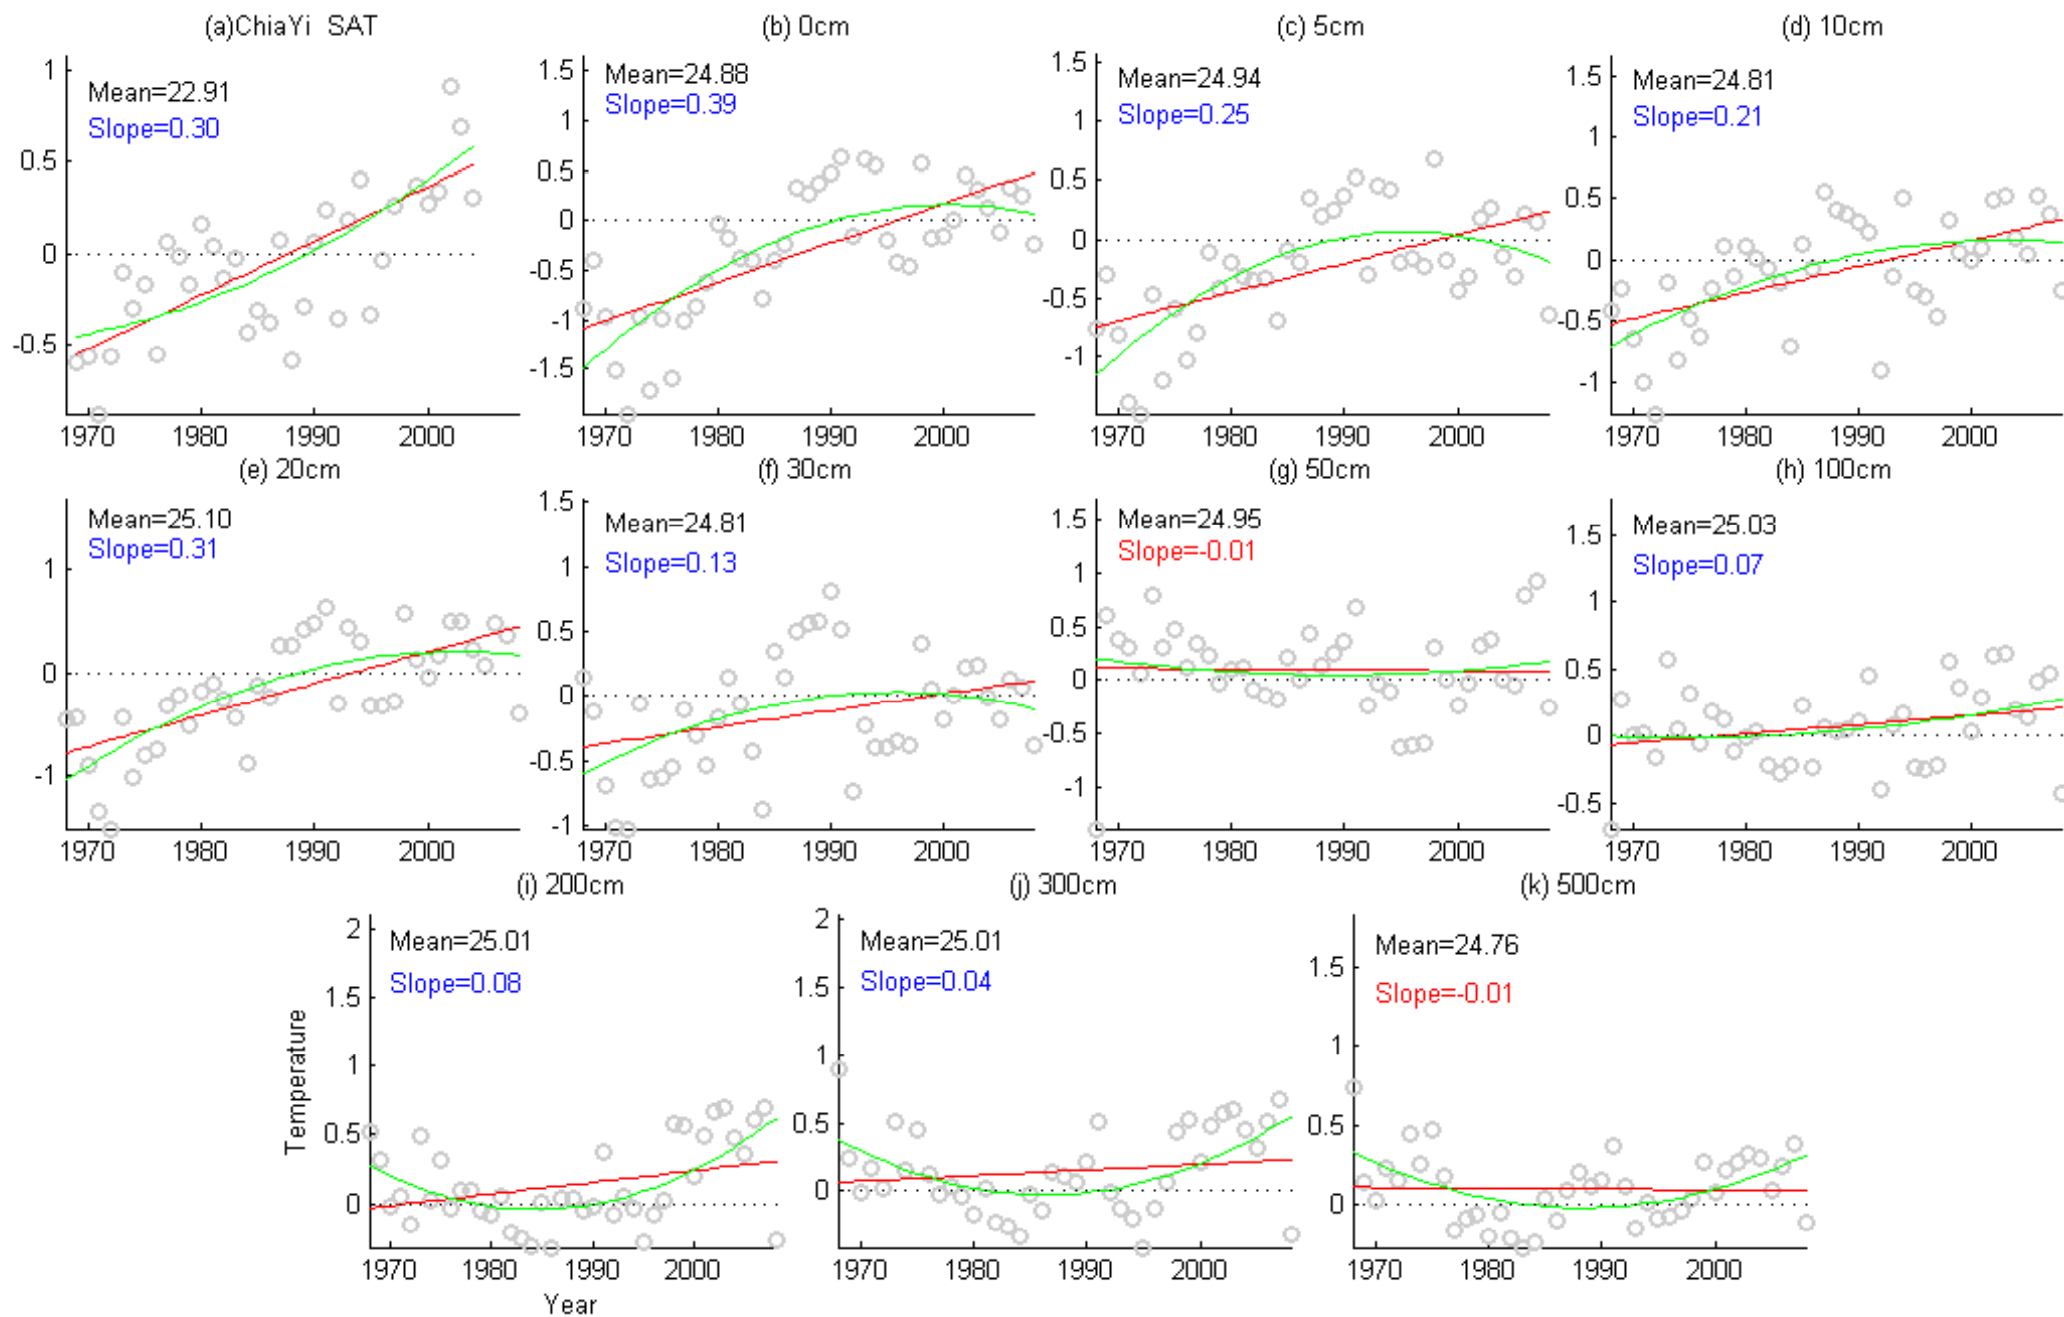 (a)ChiaYi SAT
(b) 0cm
(c) 5cm
(d) 10cm
Mean=22.91
Slope=0.30
1
0.5
0
-0.5
1970 1980 1990 2000
Mean=24.88
Slope=0.39
1.5
1
0.5
0
-0.5
-1
-1.5
1970 1980 1990 2000
Mean=24.94
Slope=0.25
1.5
1
0.5
0
-0.5
-1
1970 1980 1990 2000
Mean=24.81
Slope=0.21
1.5
1
0.5
0
-0.5
-1
1970 1980 1990 2000
(e) 20cm
(f) 30cm
(g) 50cm
(h) 100cm
Mean=25.10
Slope=0.31
1
0
-1
1970 1980 1990 2000
Mean=24.81
Slope=0.13
1.5
1
0.5
0
-0.5
-1
1970 1980 1990 2000
Mean=24.95
Slope=-0.01
1.5
1
0.5
0
-0.5
-1
1970 1980 1990 2000
Mean=25.03
Slope=0.07
1.5
1
0.5
0
-0.5
1970 1980 1990 2000
(i) 200cm
(j) 300cm
(k) 500cm
Mean=25.01
Slope=0.08
2
1.5
1
0.5
0
Temperature
1970 1980 1990 2000
Year
Mean=25.01
Slope=0.04
2
1.5
1
0.5
0
1970 1980 1990 2000
Mean=24.76
Slope=-0.01
1.5
1
0.5
0
1970 1980 1990 2000